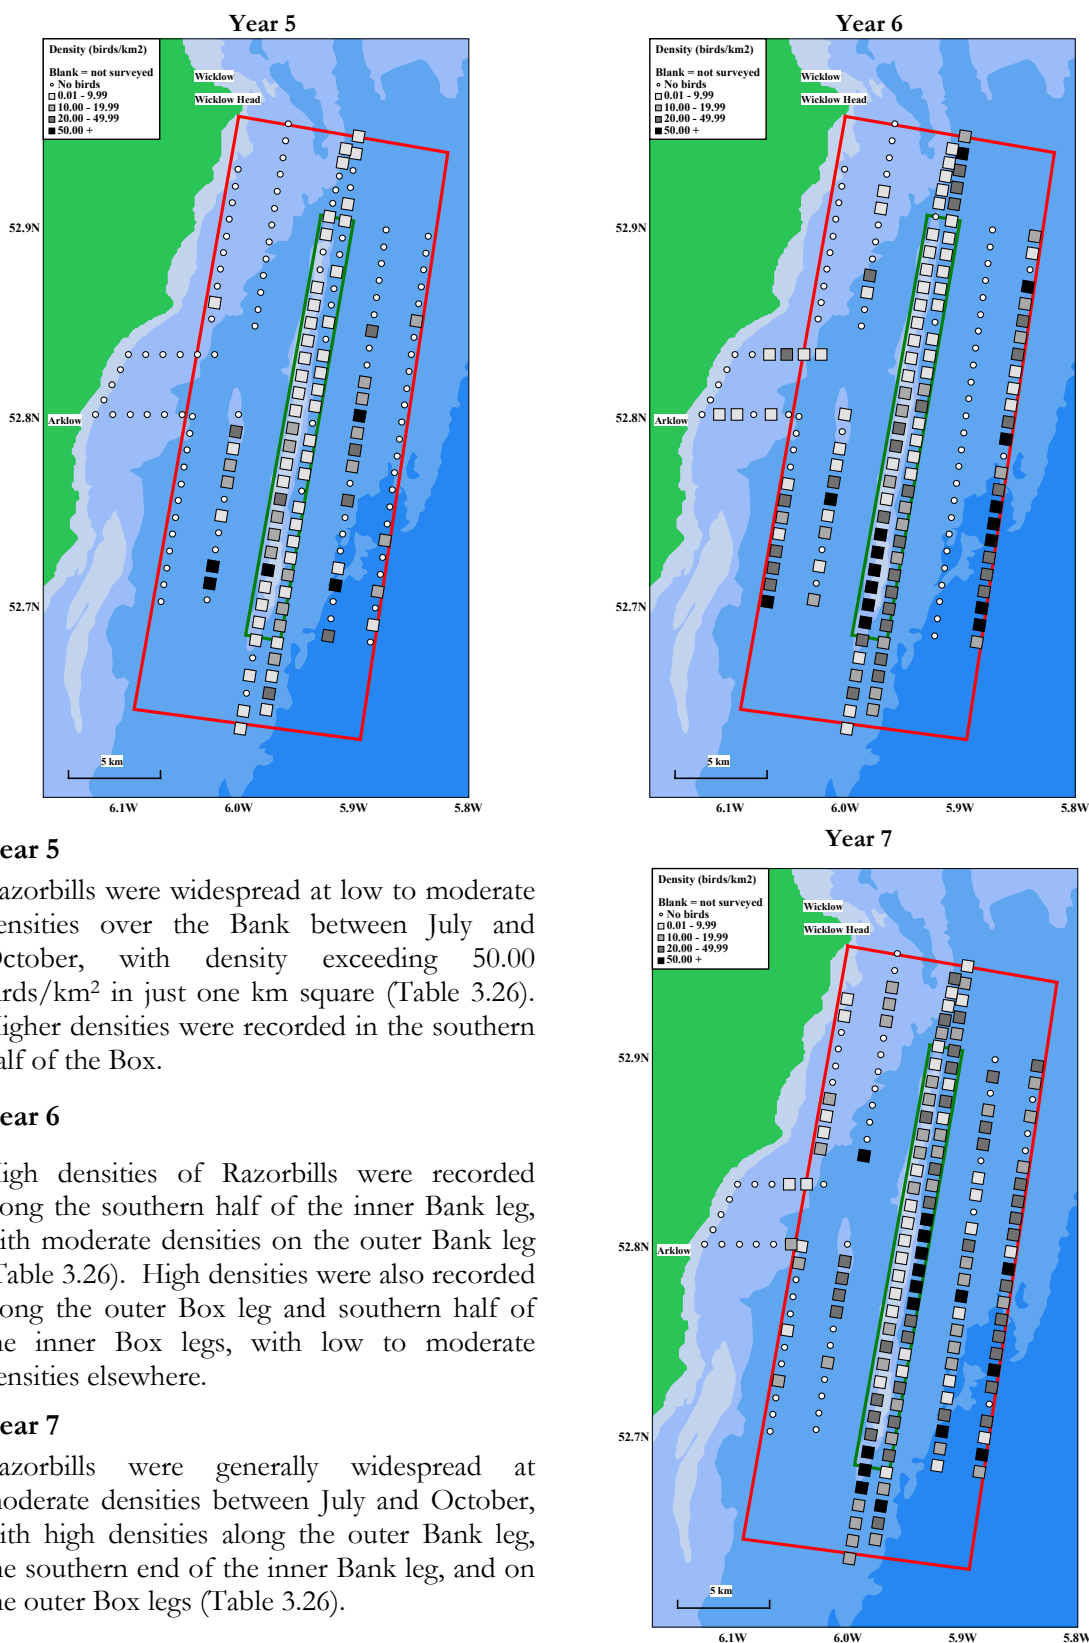 Year 5
Density (birds/km2)
Blank = not surveyed
No birds
0.01 - 9.99
10.00 - 19.99
20.00 - 49.99
50.00 +
Wicklow
Wicklow Head
52.9N
52.8N
Arklow
52.7N
5 km
6.1W
6.0W
5.9W
5.8W
Year 6
Density (birds/km2)
Blank = not surveyed
No birds
0.01 - 9.99
10.00 - 19.99
20.00 - 49.99
50.00 +
Wicklow
Wicklow Head
52.9N
52.8N
Arklow
52.7N
5 km
6.1W
6.0W
5.9W
5.8W
ear 5
azorbills were widespread at low to moderate
ensities over the Bank between July and
ctober, with density exceeding 50.00
rds/km² in just one km square (Table 3.26).
igher densities were recorded in the southern
alf of the Box.
ear 6
igh densities of Razorbills were recorded
ong the southern half of the inner Bank leg,
ith moderate densities on the outer Bank leg
Table 3.26). High densities were also recorded
ong the outer Box leg and southern half of
ne inner Box legs, with low to moderate
ensities elsewhere.
ear 7
azorbills were generally widespread at
oderate densities between July and October,
ith high densities along the outer Bank leg,
ne southern end of the inner Bank leg, and on
ne outer Box legs (Table 3.26).
Year 7
Density (birds/km2)
Blank = not surveyed
No birds
0.01 - 9.99
10.00 - 19.99
20.00 - 49.99
50.00 +
Wicklow
Wicklow Head
52.9N
52.8N
Arklow
52.7N
5 km
6.1W
6.0W
5.9W
5.8W